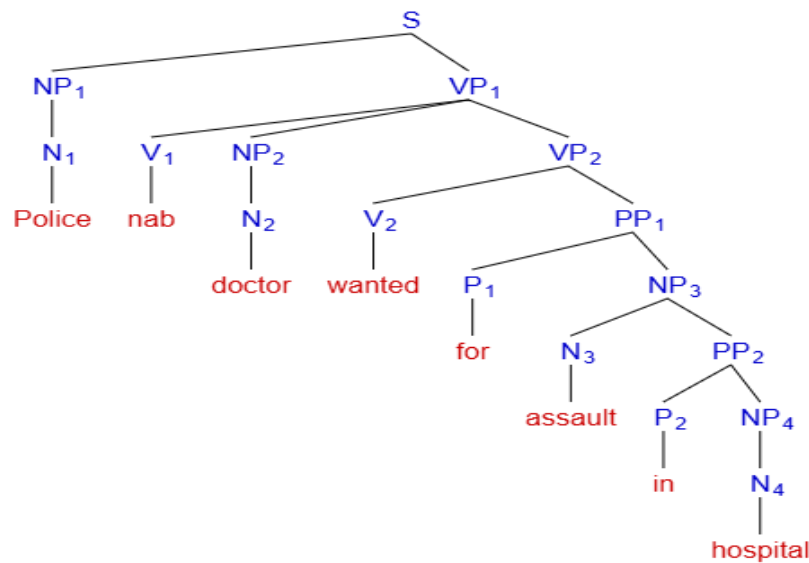 S
NP₁ VP₁
N₁ V₁ NP₂ VP₂
Police nab N₂ V₂ PP₁
doctor wanted P₁ NP₃
for N₃ PP₂
assault P₂ NP₄
in N₄
hospital